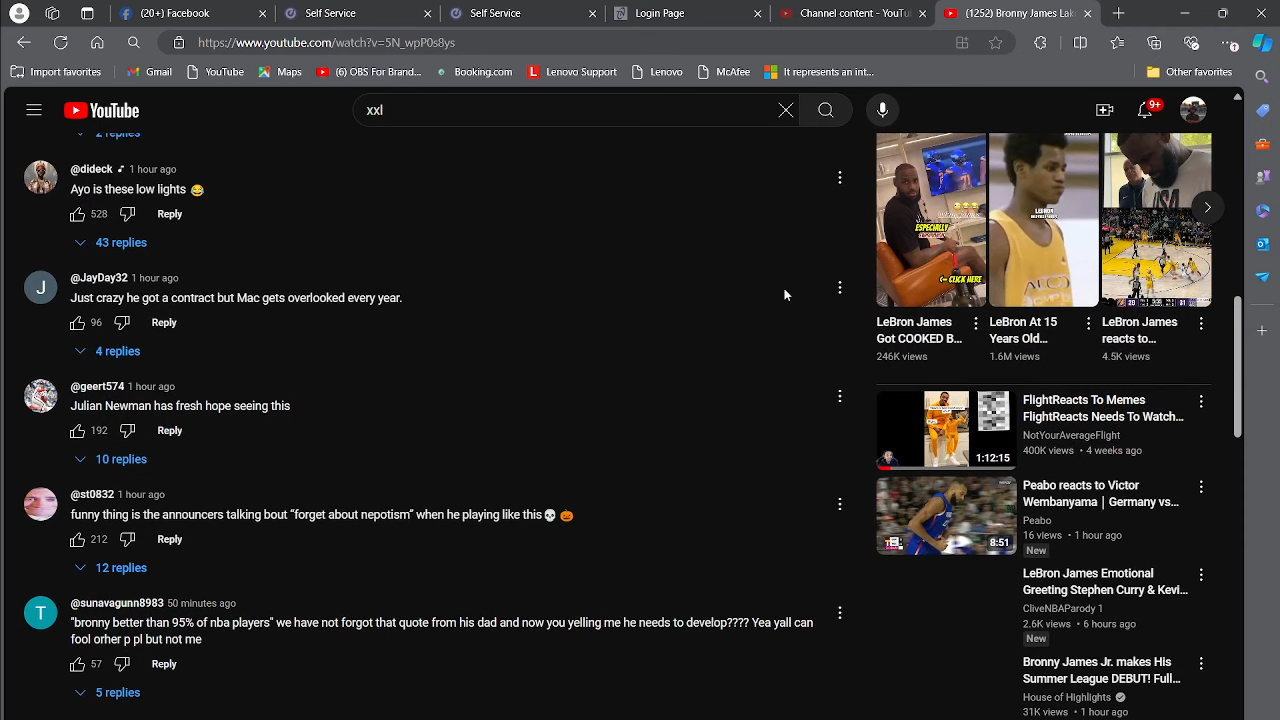 (20+) Facebook
Self Service
Self Service
Login Page
Channel content - YouTu
(1252) Bronny James Lak
https://www.youtube.com/watch?v=5N_wpP0s8ys
Import favorites
Gmail
YouTube
Maps
(6) OBS For Brand...
Booking.com
Lenovo Support
Lenovo
McAfee
It represents an int...
Other favorites
YouTube
xxl
9+
2 replies
@dideck 1 hour ago
Ayo is these low lights 😂
528 Reply
43 replies
@JayDay32 1 hour ago
Just crazy he got a contract but Mac gets overlooked every year.
96 Reply
4 replies
@geert574 1 hour ago
Julian Newman has fresh hope seeing this
192 Reply
10 replies
@st0832 1 hour ago
funny thing is the announcers talking bout “forget about nepotism” when he playing like this💀 🎃
212 Reply
12 replies
@sunavagunn8983 50 minutes ago
"bronny better than 95% of nba players" we have not forgot that quote from his dad and now you yelling me he needs to develop???? Yea yall can
fool orher p pl but not me
57 Reply
5 replies
ESPECIALLY
<= CLICK HERE
LEBRON
LeBron James
Got COOKED B...
246K views
LeBron At 15
Years Old...
1.6M views
LeBron James
reacts to...
4.5K views
1:12:15
FlightReacts To Memes
FlightReacts Needs To Watch...
NotYourAverageFlight
400K views • 4 weeks ago
8:51
Peabo reacts to Victor
Wembanyama | Germany vs...
Peabo
16 views • 1 hour ago
New
LeBron James Emotional
Greeting Stephen Curry & Kevi...
CliveNBAParody 1
2.6K views • 6 hours ago
New
Bronny James Jr. makes His
Summer League DEBUT! Full...
House of Highlights
31K views • 1 hour ago